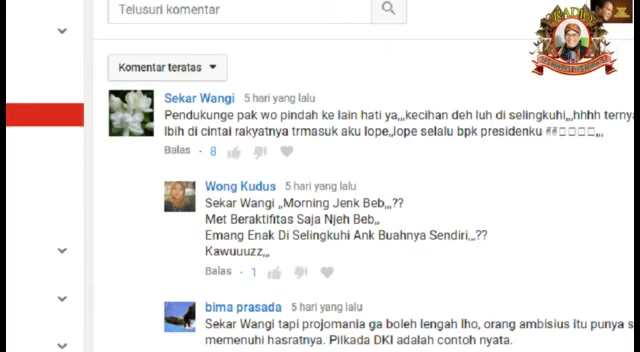 Telusuri komentar
RADIO
Komentar teratas
Sekar Wangi 5 hari yang lalu
Pendukunge pak wo pindah ke lain hati ya,,,kecihan deh luh di selingkuhi,,,hhhh
lbih di cintai rakyatnya trmasuk aku lope,,lope selalu bpk presidenku
Balas · 8
Wong Kudus 5 hari yang lalu
Sekar Wangi ,,Morning Jenk Beb,,,??
Met Beraktifitas Saja Njeh Beb,,
Emang Enak Di Selingkuhi Ank Buahnya Sendiri,,,??
Kawuuuzz,,,
Balas · 1
bima prasada 5 hari yang lalu
Sekar Wangi tapi projomania ga boleh lengah lho, orang ambisius itu punya
memenuhi hasratnya. Pilkada DKI adalah contoh nyata.